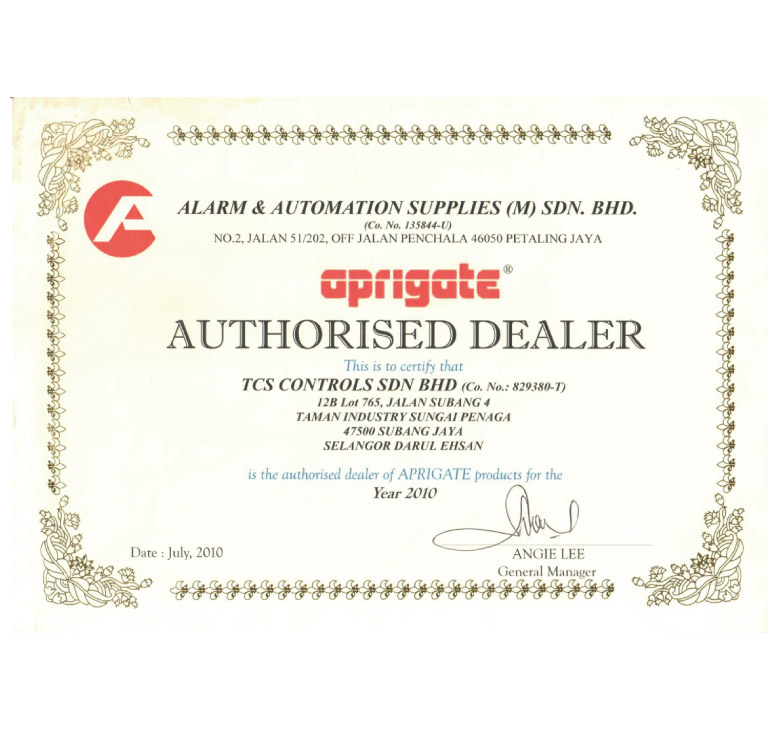 ALARM & AUTOMATION SUPPLIES (M) SDN. BHD.
(Co. No. 135844-U)
NO.2, JALAN 51/202, OFF JALAN PENCHALA 46050 PETALING JAYA
aprigate®
AUTHORISED DEALER
This is to certify that
TCS CONTROLS SDN BHD (Co. No.: 829380-T)
12B Lot 765, JALAN SUBANG 4
TAMAN INDUSTRY SUNGAI PENAGA
47500 SUBANG JAYA
SELANGOR DARUL EHSAN
is the authorised dealer of APRIGATE products for the
Year 2010
Date : July, 2010
ANGIE LEE
General Manager